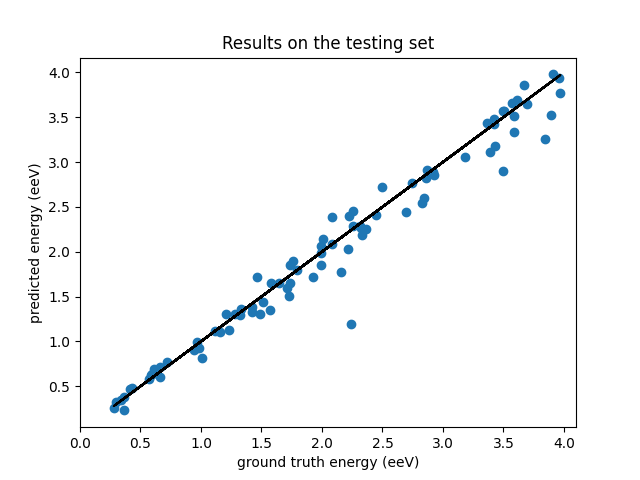 Results on the testing set
predicted energy (eeV)
4.0
3.5
3.0
2.5
2.0
1.5
1.0
0.5
0.0 0.5 1.0 1.5 2.0 2.5 3.0 3.5 4.0
ground truth energy (eeV)